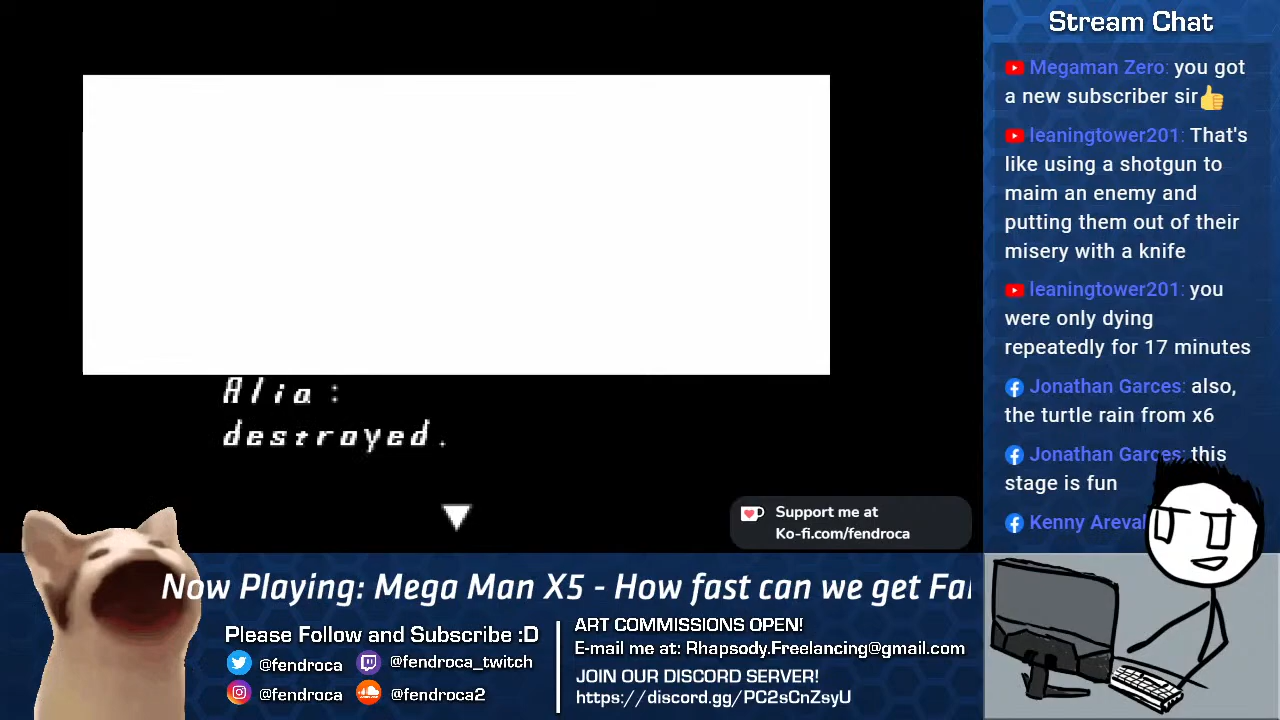 Stream Chat
Megaman Zero: you got
a new subscriber sir👍
leaningtower201: That's
like using a shotgun to
maim an enemy and
putting them out of their
misery with a knife
leaningtower201: you
were only dying
repeatedly for 17 minutes
Jonathan Garces: also,
the turtle rain from x6
Jonathan Garces: this
stage is fun
Kenny
Alia :
destroyed.
Support me at
Ko-fi.com/fendroca
Now Playing: Mega Man X5 - How fast can we get
Please Follow and Subscribe :D
@fendroca
@fendroca_twitch
@fendroca
@fendroca2
ART COMMISSIONS OPEN!
E-mail me at: Rhapsody.Freelancing@gmail.com
JOIN OUR DISCORD SERVER!
https://discord.gg/PC2sCnZsyU